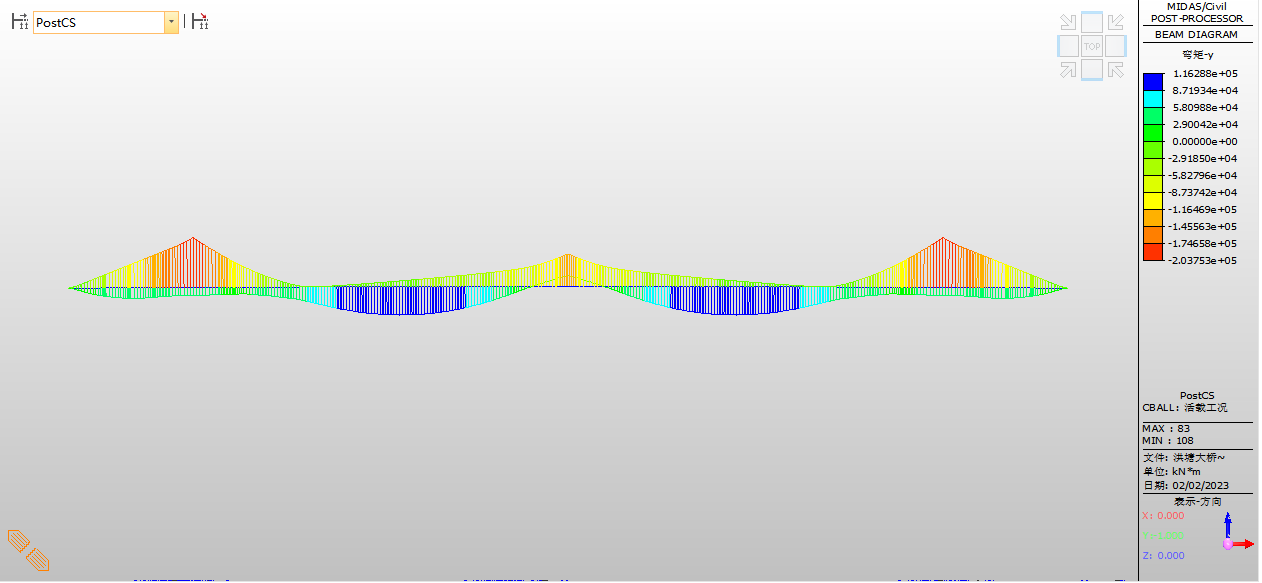 PostCS
TOP
MIDAS/Civil
POST-PROCESSOR
BEAM DIAGRAM
弯矩-y
1.16288e+05
8.71934e+04
5.80988e+04
2.90042e+04
0.00000e+00
-2.91850e+04
-5.82796e+04
-8.73742e+04
-1.16469e+05
-1.45563e+05
-1.74658e+05
-2.03753e+05
PostCS
CBALL: 活载工况
MAX : 83
MIN : 108
文件: 洪塘大桥~
单位: kN*m
日期: 02/02/2023
表示-方向
X: 0.000
Y:-1.000
Z: 0.000